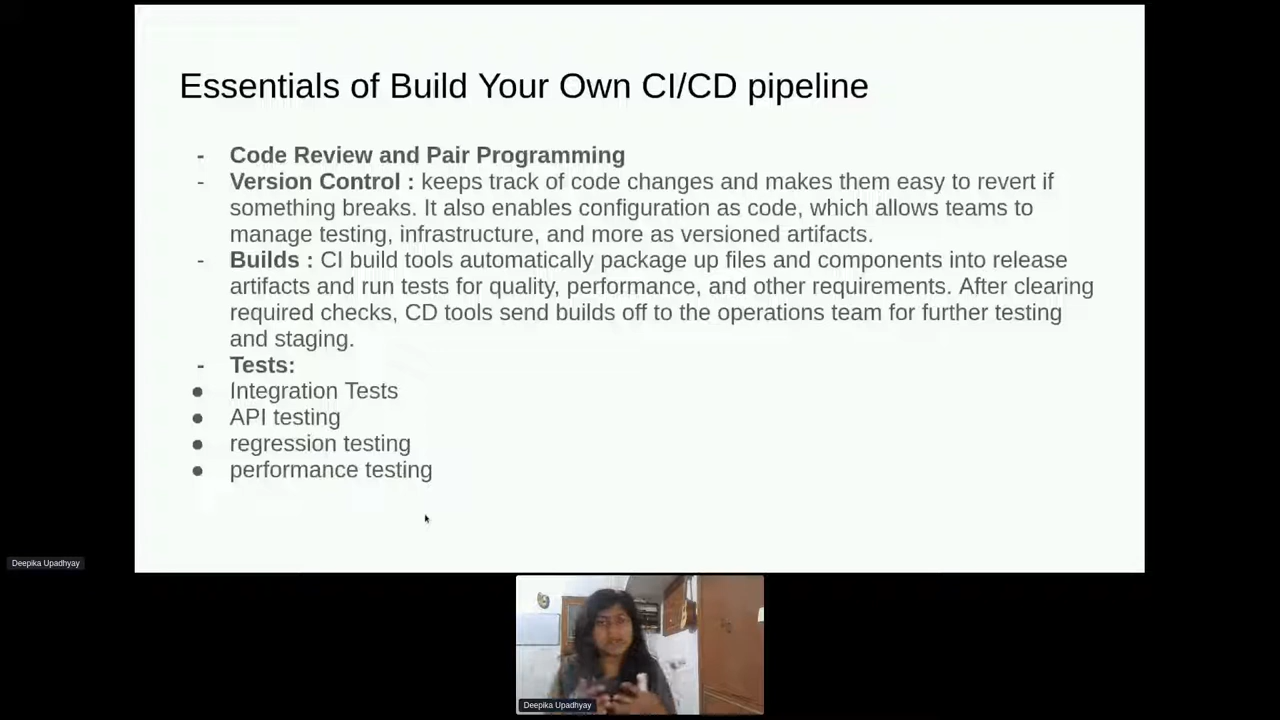 Essentials of Build Your Own CI/CD pipeline
- Code Review and Pair Programming
- Version Control : keeps track of code changes and makes them easy to revert if
something breaks. It also enables configuration as code, which allows teams to
manage testing, infrastructure, and more as versioned artifacts.
- Builds : CI build tools automatically package up files and components into release
artifacts and run tests for quality, performance, and other requirements. After clearing
required checks, CD tools send builds off to the operations team for further testing
and staging.
- Tests:
● Integration Tests
● API testing
● regression testing
● performance testing
Deepika Upadhyay
Deepika Upadhyay